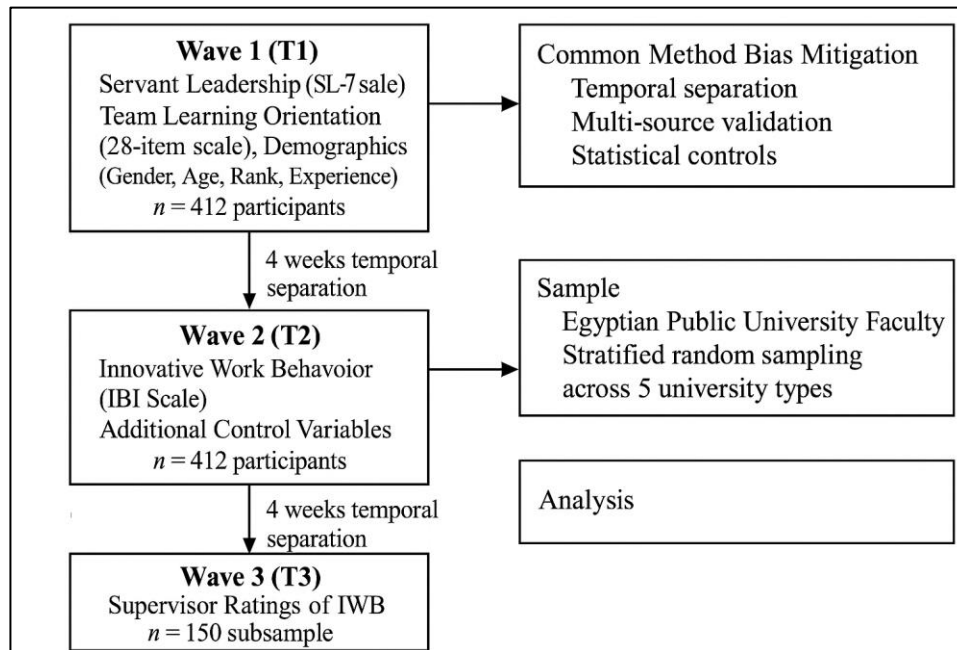 Wave 1 (T1)
Servant Leadership (SL-7 sale)
Team Learning Orientation
(28-item scale), Demographics
(Gender, Age, Rank, Experience)
n = 412 participants
Common Method Bias Mitigation
Temporal separation
Multi-source validation
Statistical controls
4 weeks temporal
separation
Wave 2 (T2)
Innovative Work Behavoior
(IBI Scale)
Additional Control Variables
n = 412 participants
Sample
Egyptian Public University Faculty
Stratified random sampling
across 5 university types
4 weeks temporal
separation
Analysis
Wave 3 (T3)
Supervisor Ratings of IWB
n = 150 subsample